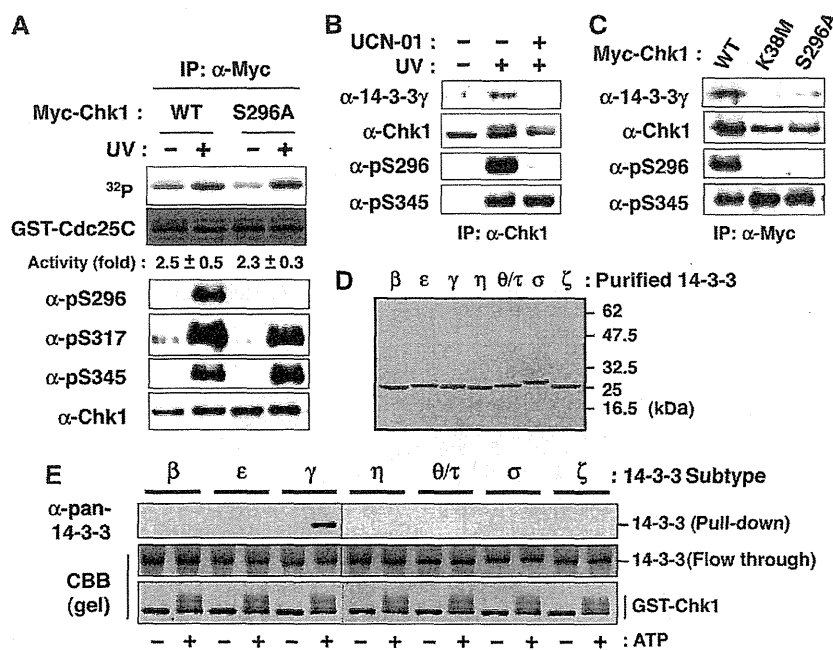 A
IP: α-Myc
Myc-Chk1 : WT S296A
UV : − + − +
³²P
GST-Cdc25C
Activity (fold) : 2.5 ± 0.5 2.3 ± 0.3
α-pS296
α-pS317
α-pS345
α-Chk1
B
UCN-01 : − − +
UV : − + +
α-14-3-3γ
α-Chk1
α-pS296
α-pS345
IP: α-Chk1
C
Myc-Chk1 : WT K38M S296A
α-14-3-3γ
α-Chk1
α-pS296
α-pS345
IP: α-Myc
D
β ε γ η θ/τ σ ζ : Purified 14-3-3
62
47.5
32.5
25
16.5 (kDa)
E
β ε γ η θ/τ σ ζ : 14-3-3 Subtype
α-pan-
14-3-3
14-3-3 (Pull-down)
14-3-3(Flow through)
CBB
(gel)
GST-Chk1
− + − + − + − + − + − + − + : ATP